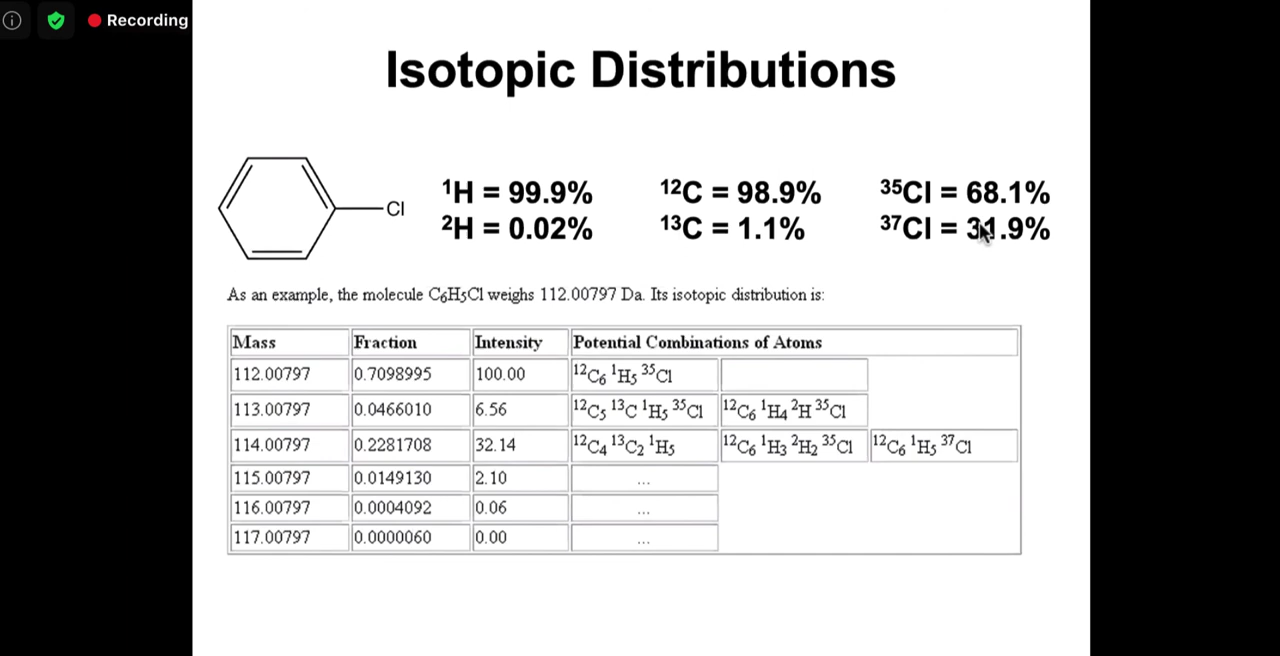 Recording
Isotopic Distributions
Cl
¹H = 99.9% ¹²C = 98.9% ³⁵Cl = 68.1%
²H = 0.02% ¹³C = 1.1% ³⁷Cl = 31.9%
As an example, the molecule C₆H₅Cl weighs 112.00797 Da. Its isotopic distribution is:
Mass Fraction Intensity Potential Combinations of Atoms
112.00797 0.7098995 100.00 ¹²C₆ ¹H₅ ³⁵Cl
113.00797 0.0466010 6.56 ¹²C₅ ¹³C ¹H₅ ³⁵Cl ¹²C₆ ¹H₄ ²H ³⁵Cl
114.00797 0.2281708 32.14 ¹²C₄ ¹³C₂ ¹H₅ ¹²C₆ ¹H₃ ²H₂ ³⁵Cl ¹²C₆ ¹H₅ ³⁷Cl
115.00797 0.0149130 2.10 ...
116.00797 0.0004092 0.06 ...
117.00797 0.0000060 0.00 ...